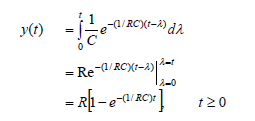 y(t) = ∫₀ᵗ (1/C) e^{-(1/RC)(t-λ)} dλ
= Re^{-(1/RC)(t-λ)} |_{λ=0}^{λ=t}
= R[1 - e^{-(1/RC)t}], t ≥ 0